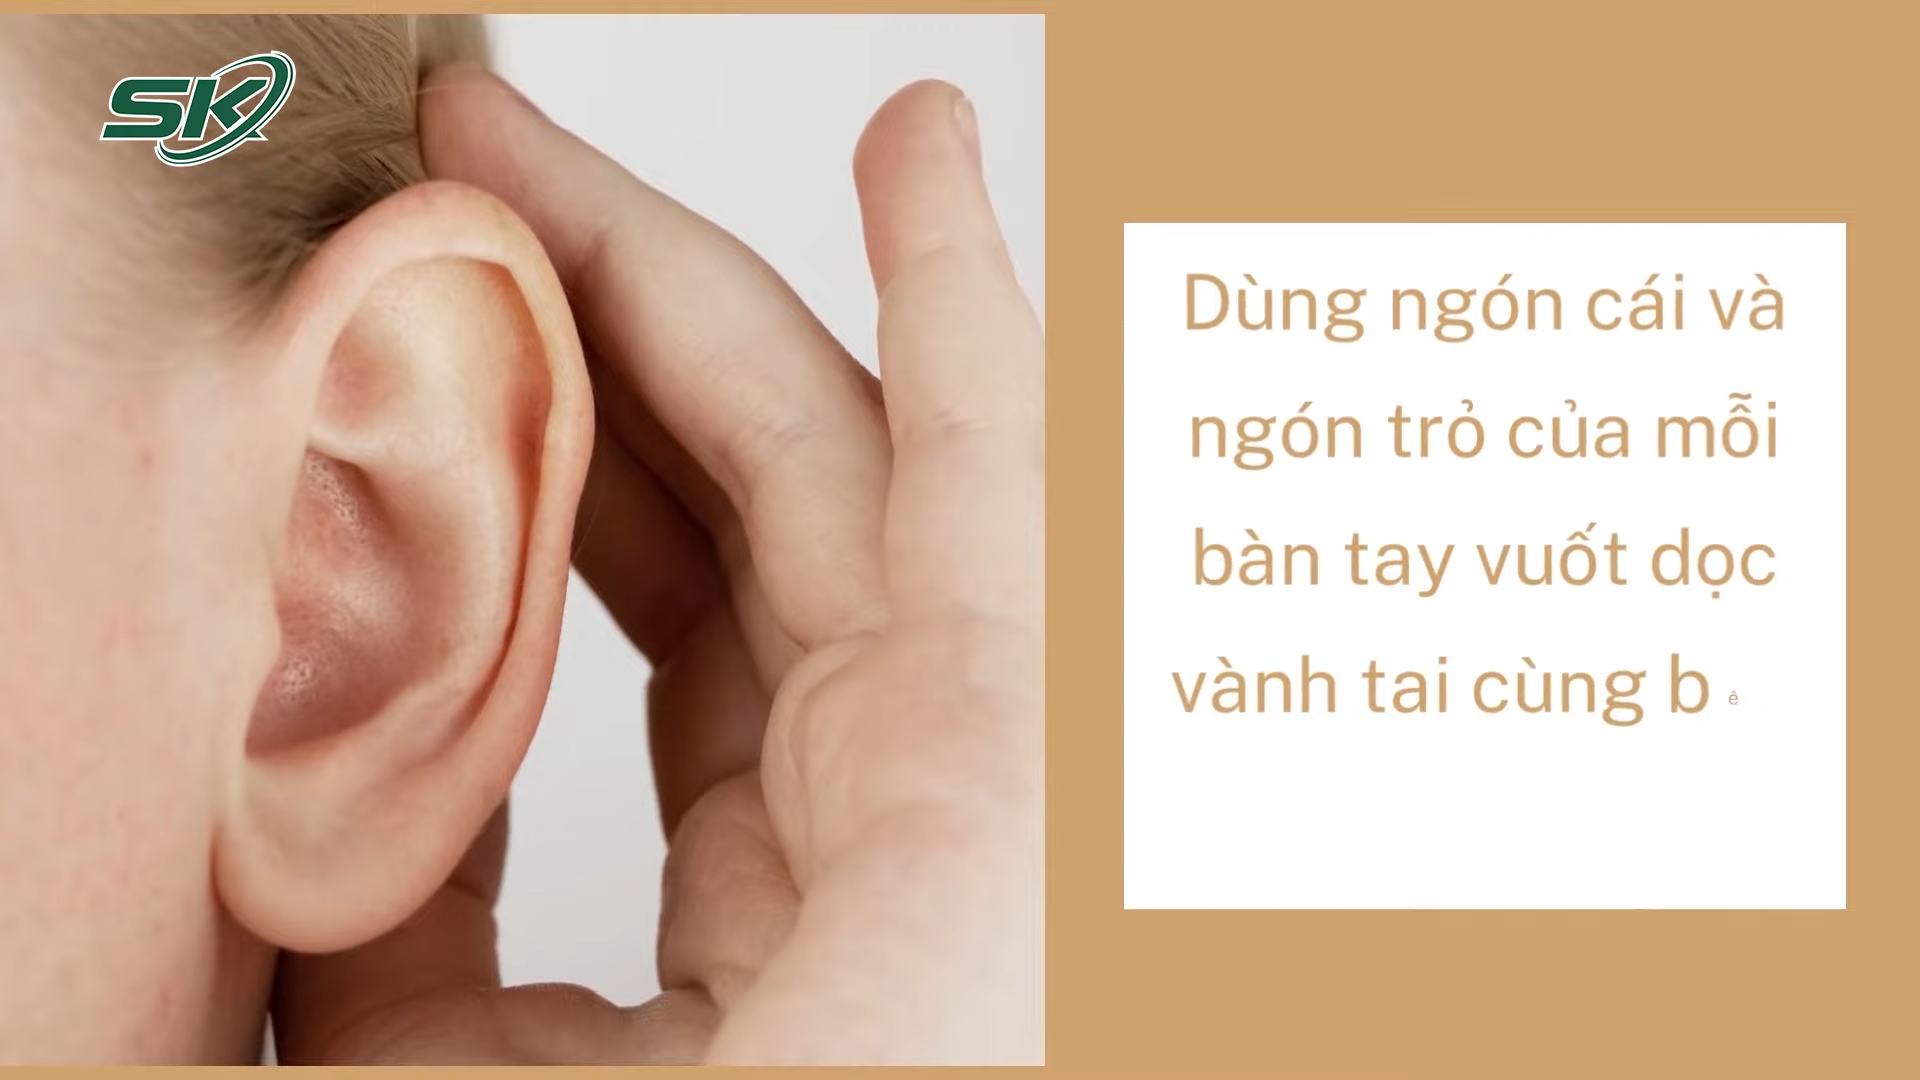 SK
Dùng ngón cái và
ngón trỏ của mỗi
bàn tay vuốt dọc
vành tai cùng b ê